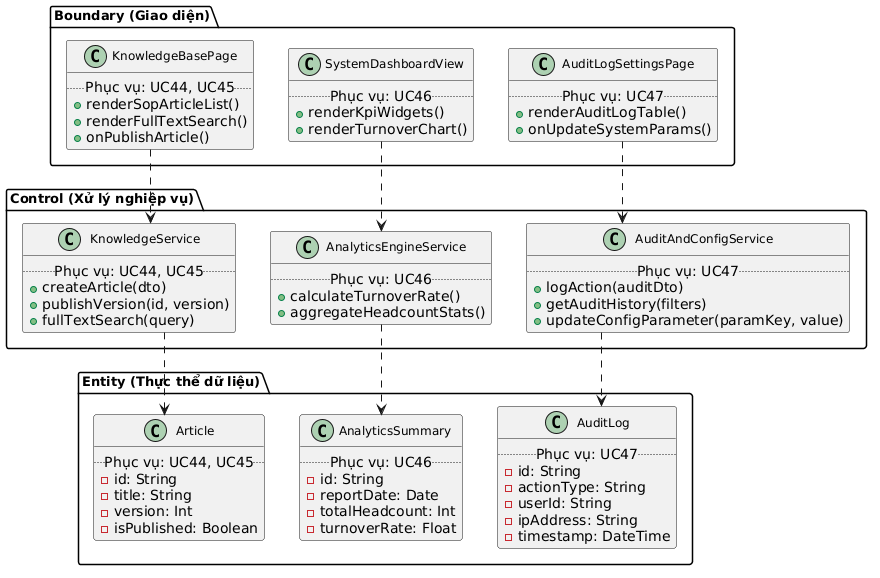 Boundary (Giao diện)
C KnowledgeBasePage
Phục vụ: UC44, UC45
renderSopArticleList()
renderFullTextSearch()
onPublishArticle()
C SystemDashboardView
Phục vụ: UC46
renderKpiWidgets()
renderTurnoverChart()
C AuditLogSettingsPage
Phục vụ: UC47
renderAuditLogTable()
onUpdateSystemParams()
Control (Xử lý nghiệp vụ)
C KnowledgeService
Phục vụ: UC44, UC45
createArticle(dto)
publishVersion(id, version)
fullTextSearch(query)
C AnalyticsEngineService
Phục vụ: UC46
calculateTurnoverRate()
aggregateHeadcountStats()
C AuditAndConfigService
Phục vụ: UC47
logAction(auditDto)
getAuditHistory(filters)
updateConfigParameter(paramKey, value)
Entity (Thực thể dữ liệu)
C Article
Phục vụ: UC44, UC45
id: String
title: String
version: Int
isPublished: Boolean
C AnalyticsSummary
Phục vụ: UC46
id: String
reportDate: Date
totalHeadcount: Int
turnoverRate: Float
C AuditLog
Phục vụ: UC47
id: String
actionType: String
userId: String
ipAddress: String
timestamp: DateTime